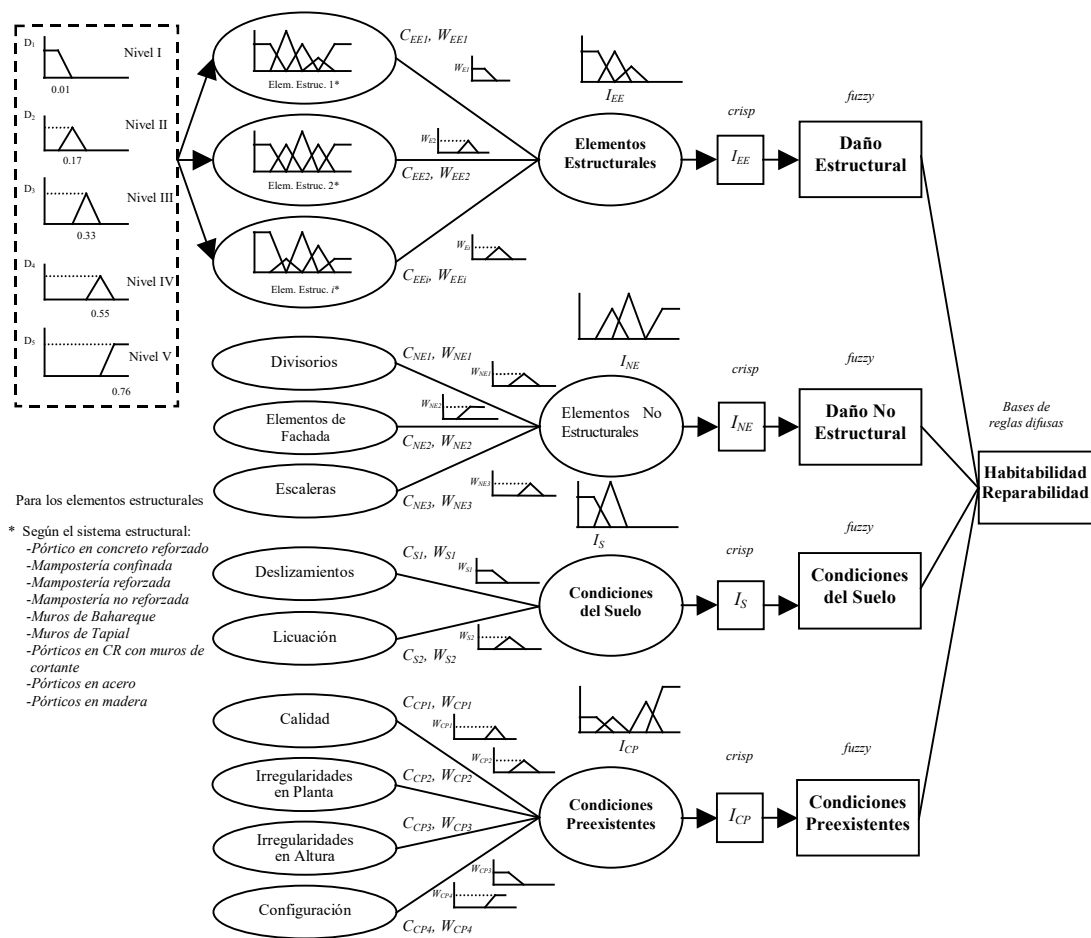 D1
Nivel I
0.01
D2
Nivel II
0.17
D3
Nivel III
0.33
D4
Nivel IV
0.55
D5
Nivel V
0.76
Para los elementos estructurales
* Según el sistema estructural:
-Pórtico en concreto reforzado
-Mampostería confinada
-Mampostería reforzada
-Mampostería no reforzada
-Muros de Bahareque
-Muros de Tapial
-Pórticos en CR con muros de
cortante
-Pórticos en acero
-Pórticos en madera
Elem. Estruc. 1*
Elem. Estruc. 2*
Elem. Estruc. i*
CEE1, WEE1
WE1
WE2
CEE2, WEE2
WEi
CEEi, WEEi
IEE
Elementos
Estructurales
crisp
IEE
fuzzy
Daño
Estructural
Divisorios
Elementos de
Fachada
Escaleras
CNE1, WNE1
WNE1
WNE2
CNE2, WNE2
WNE3
CNE3, WNE3
INE
Elementos No
Estructurales
crisp
INE
fuzzy
Daño No
Estructural
Deslizamientos
Licuación
CS1, WS1
WS1
WS2
CS2, WS2
IS
Condiciones
del Suelo
crisp
IS
fuzzy
Condiciones
del Suelo
Calidad
Irregularidades
en Planta
Irregularidades
en Altura
Configuración
CCP1, WCP1
WCP1
WCP2
CCP2, WCP2
CCP3, WCP3
WCP3
WCP4
CCP4, WCP4
ICP
Condiciones
Preexistentes
crisp
ICP
fuzzy
Condiciones
Preexistentes
Bases de
reglas difusas
Habitabilidad
Reparabilidad